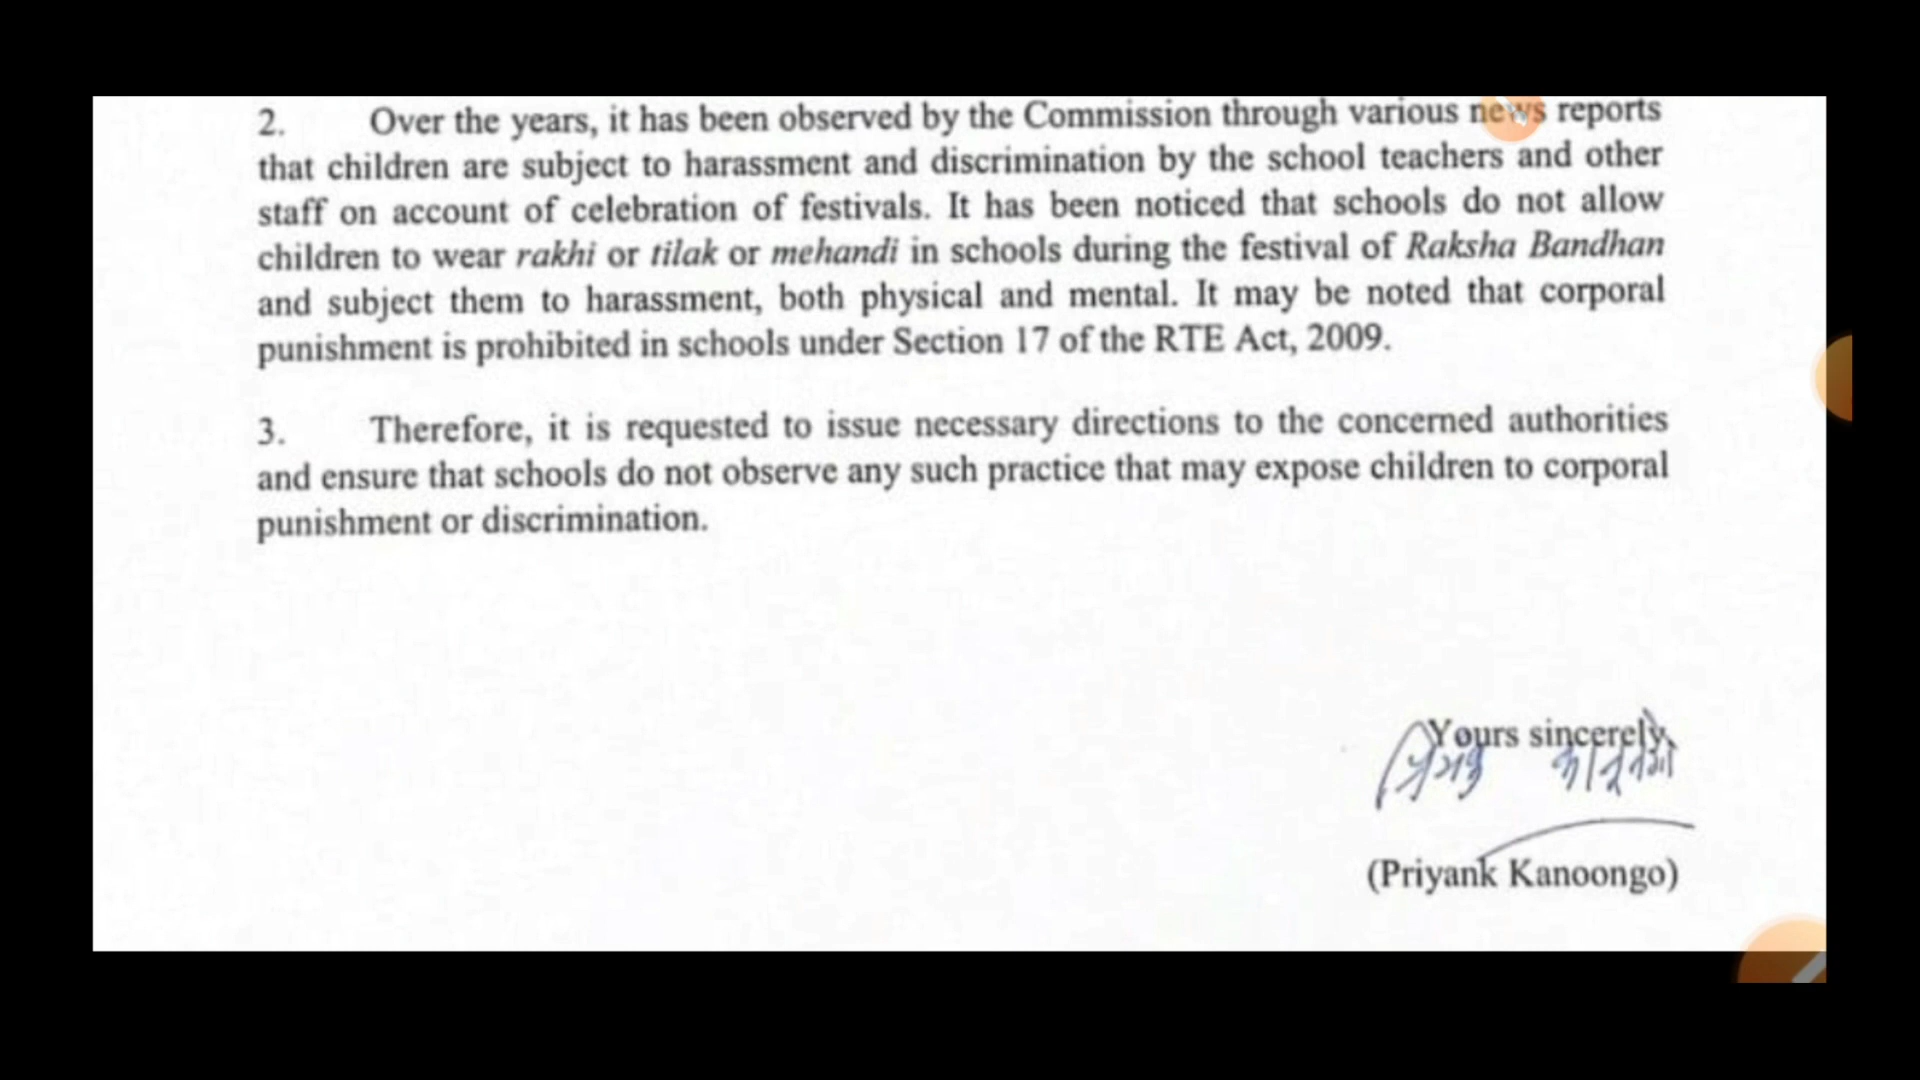 2. Over the years, it has been observed by the Commission through various news reports
that children are subject to harassment and discrimination by the school teachers and other
staff on account of celebration of festivals. It has been noticed that schools do not allow
children to wear rakhi or tilak or mehandi in schools during the festival of Raksha Bandhan
and subject them to harassment, both physical and mental. It may be noted that corporal
punishment is prohibited in schools under Section 17 of the RTE Act, 2009.
3. Therefore, it is requested to issue necessary directions to the concerned authorities
and ensure that schools do not observe any such practice that may expose children to corporal
punishment or discrimination.
Yours sincerely,
(Priyank Kanoongo)